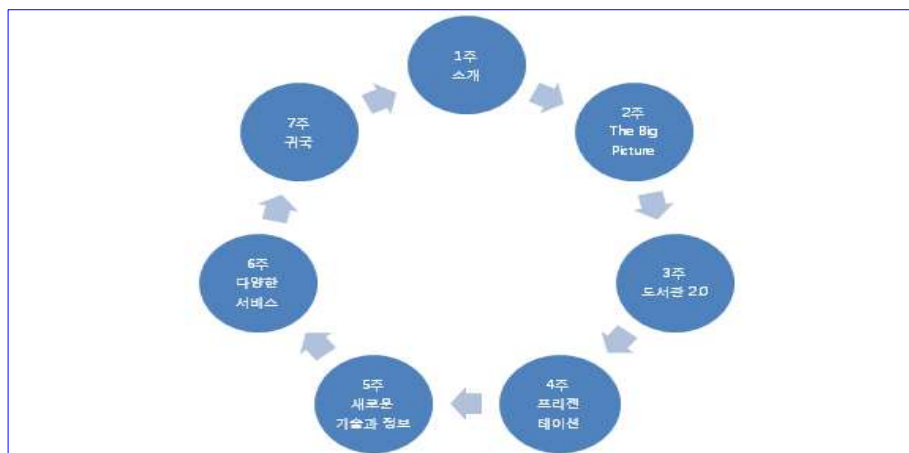 1주
소개
2주
The Big
Picture
3주
도서관 2.0
4주
프리젠
테이션
5주
새로운
기술과 정보
6주
다양한
서비스
7주
귀국